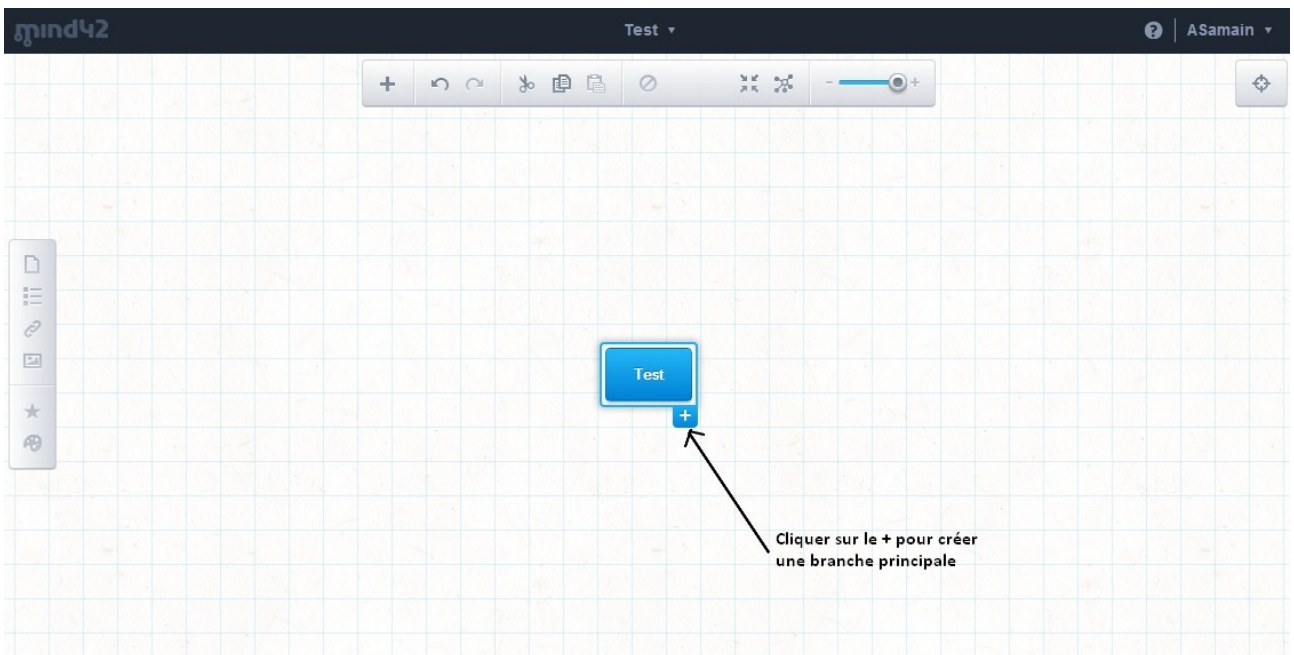 mind42
Test
ASamain
Test
Cliquer sur le + pour créer
une branche principale